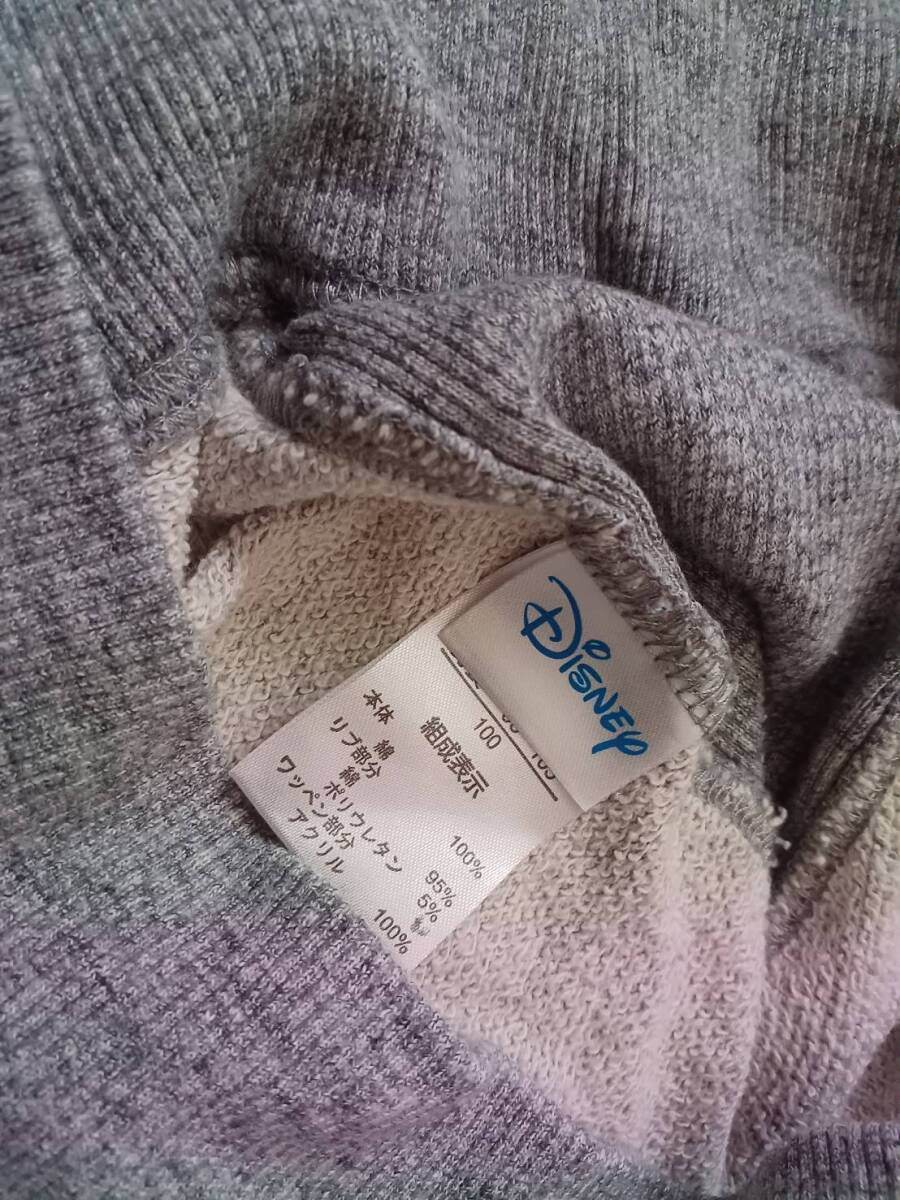 Disney
100
組成表示
本体 綿 100%
リブ部分
綿 95%
ポリウレタン 5%
ワッペン部分
アクリル 100%